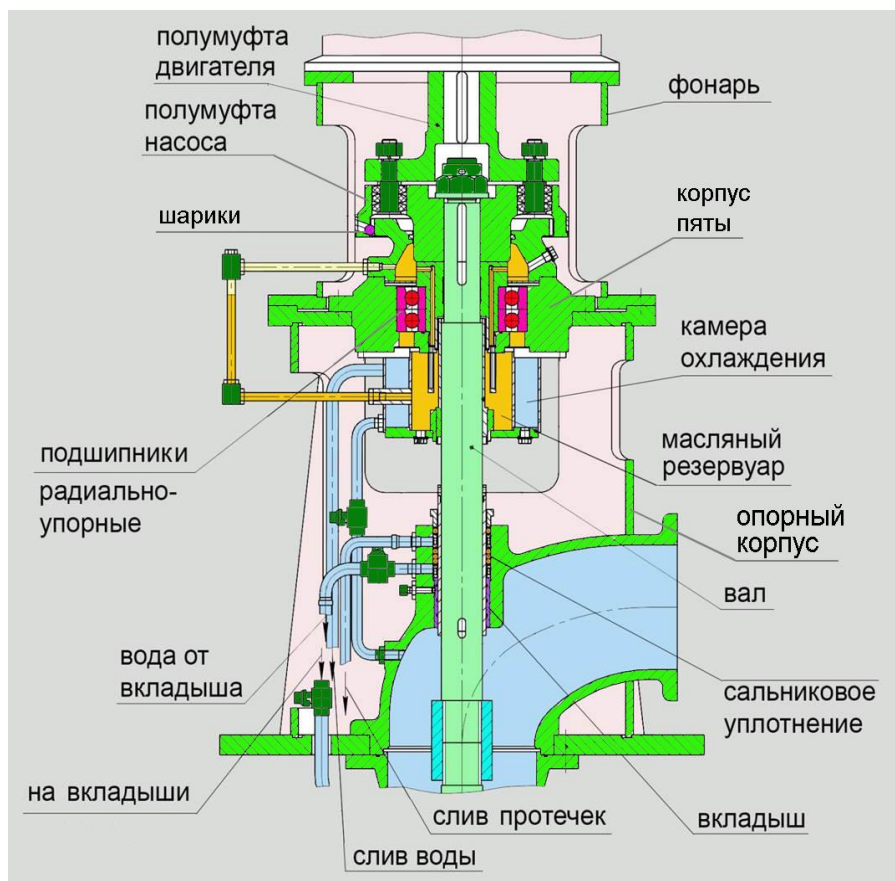 полумуфта
двигателя
фонарь
полумуфта
насоса
шарики
корпус
пяты
камера
охлаждения
подшипники
радиально-
упорные
масляный
резервуар
опорный
корпус
вал
вода от
вкладыша
сальниковое
уплотнение
на вкладыши
слив протечек
вкладыш
слив воды